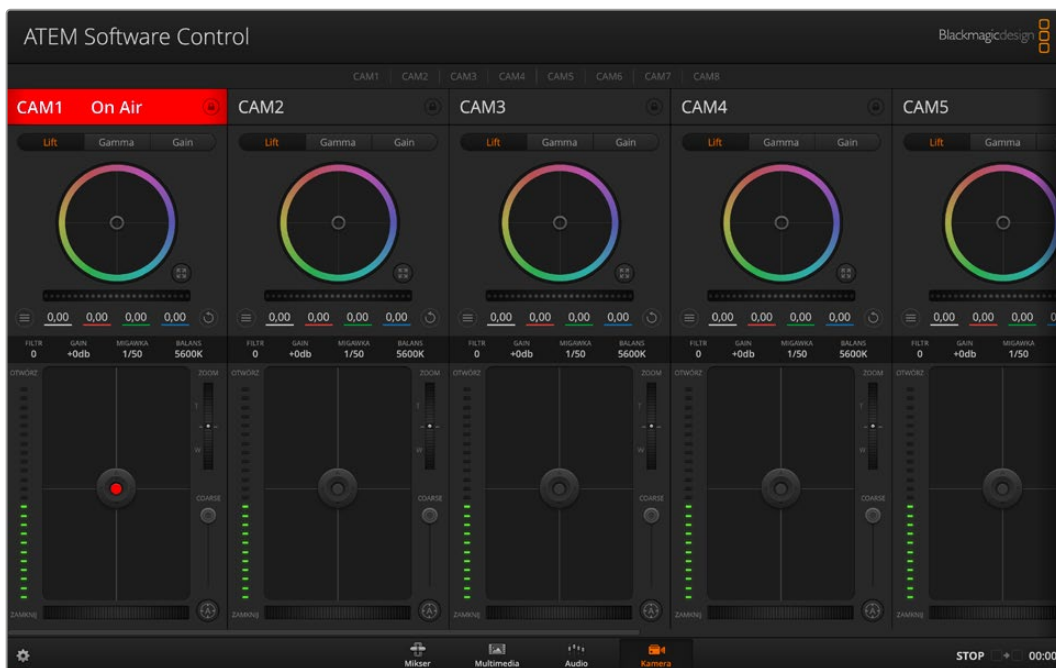 ATEM Software Control
Blackmagicdesign
CAM1 CAM2 CAM3 CAM4 CAM5 CAM6 CAM7 CAM8
CAM1 On Air CAM2 CAM3 CAM4 CAM5
Lift Gamma Gain Lift Gamma Gain Lift Gamma Gain Lift Gamma Gain Lift Gamma
0,00 0,00 0,00 0,00 0,00 0,00 0,00 0,00 0,00 0,00 0,00 0,00 0,00 0,00 0,00 0,00 0,00 0,00 0,00
FILTR GAIN MIGAWKA BALANS FILTR GAIN MIGAWKA BALANS FILTR GAIN MIGAWKA BALANS FILTR GAIN MIGAWKA BALANS FILTR GAIN MIGAWKA
0 +0db 1/50 5600K 0 +0db 1/50 5600K 0 +0db 1/50 5600K 0 +0db 1/50 5600K 0 +0db 1/50
OTWÓRZ ZOOM OTWÓRZ ZOOM OTWÓRZ ZOOM OTWÓRZ ZOOM OTWÓRZ
T T T T
W W W W
COARSE COARSE COARSE COARSE
ZAMKNIJ A ZAMKNIJ A ZAMKNIJ A ZAMKNIJ A ZAMKNIJ
Mikser Multimedia Audio Kamera
STOP 00:00